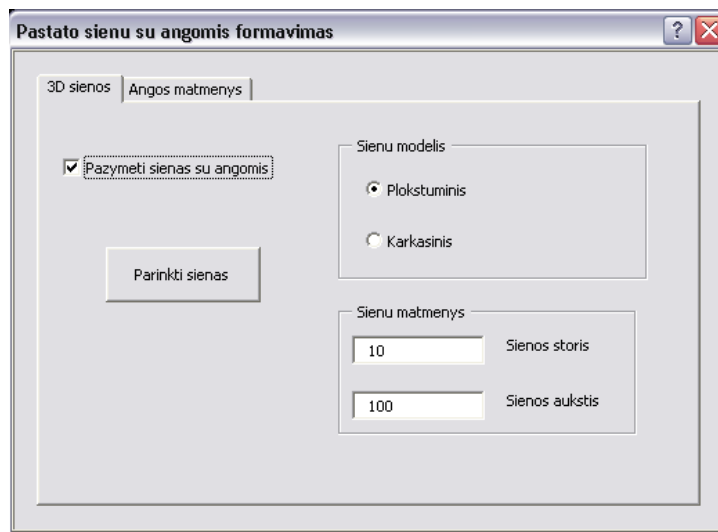 Pastato sienu su angomis formavimas
3D sienos
Angos matmenys
Pazymeti sienas su angomis
Parinkti sienas
Sienu modelis
Plokstuminis
Karkasinis
Sienu matmenys
10
Sienos storis
100
Sienos aukstis